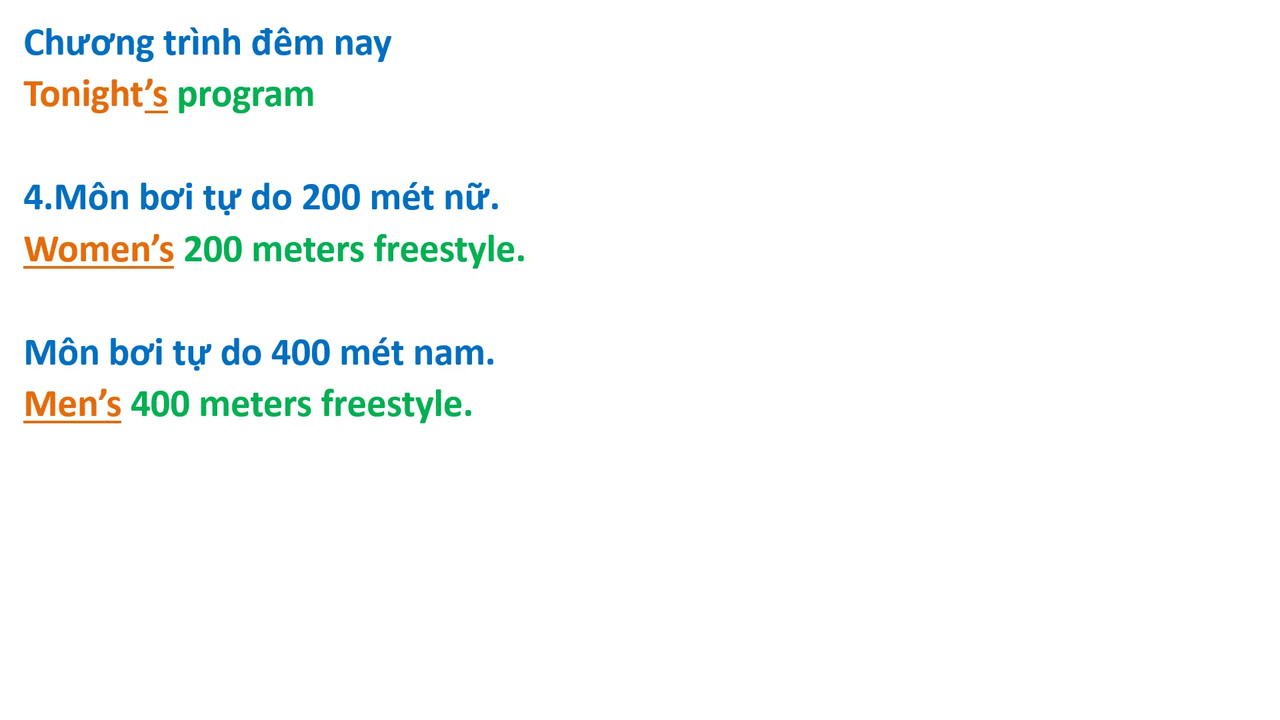 Chương trình đêm nay
Tonight’s program
4.Môn bơi tự do 200 mét nữ.
Women’s 200 meters freestyle.
Môn bơi tự do 400 mét nam.
Men’s 400 meters freestyle.